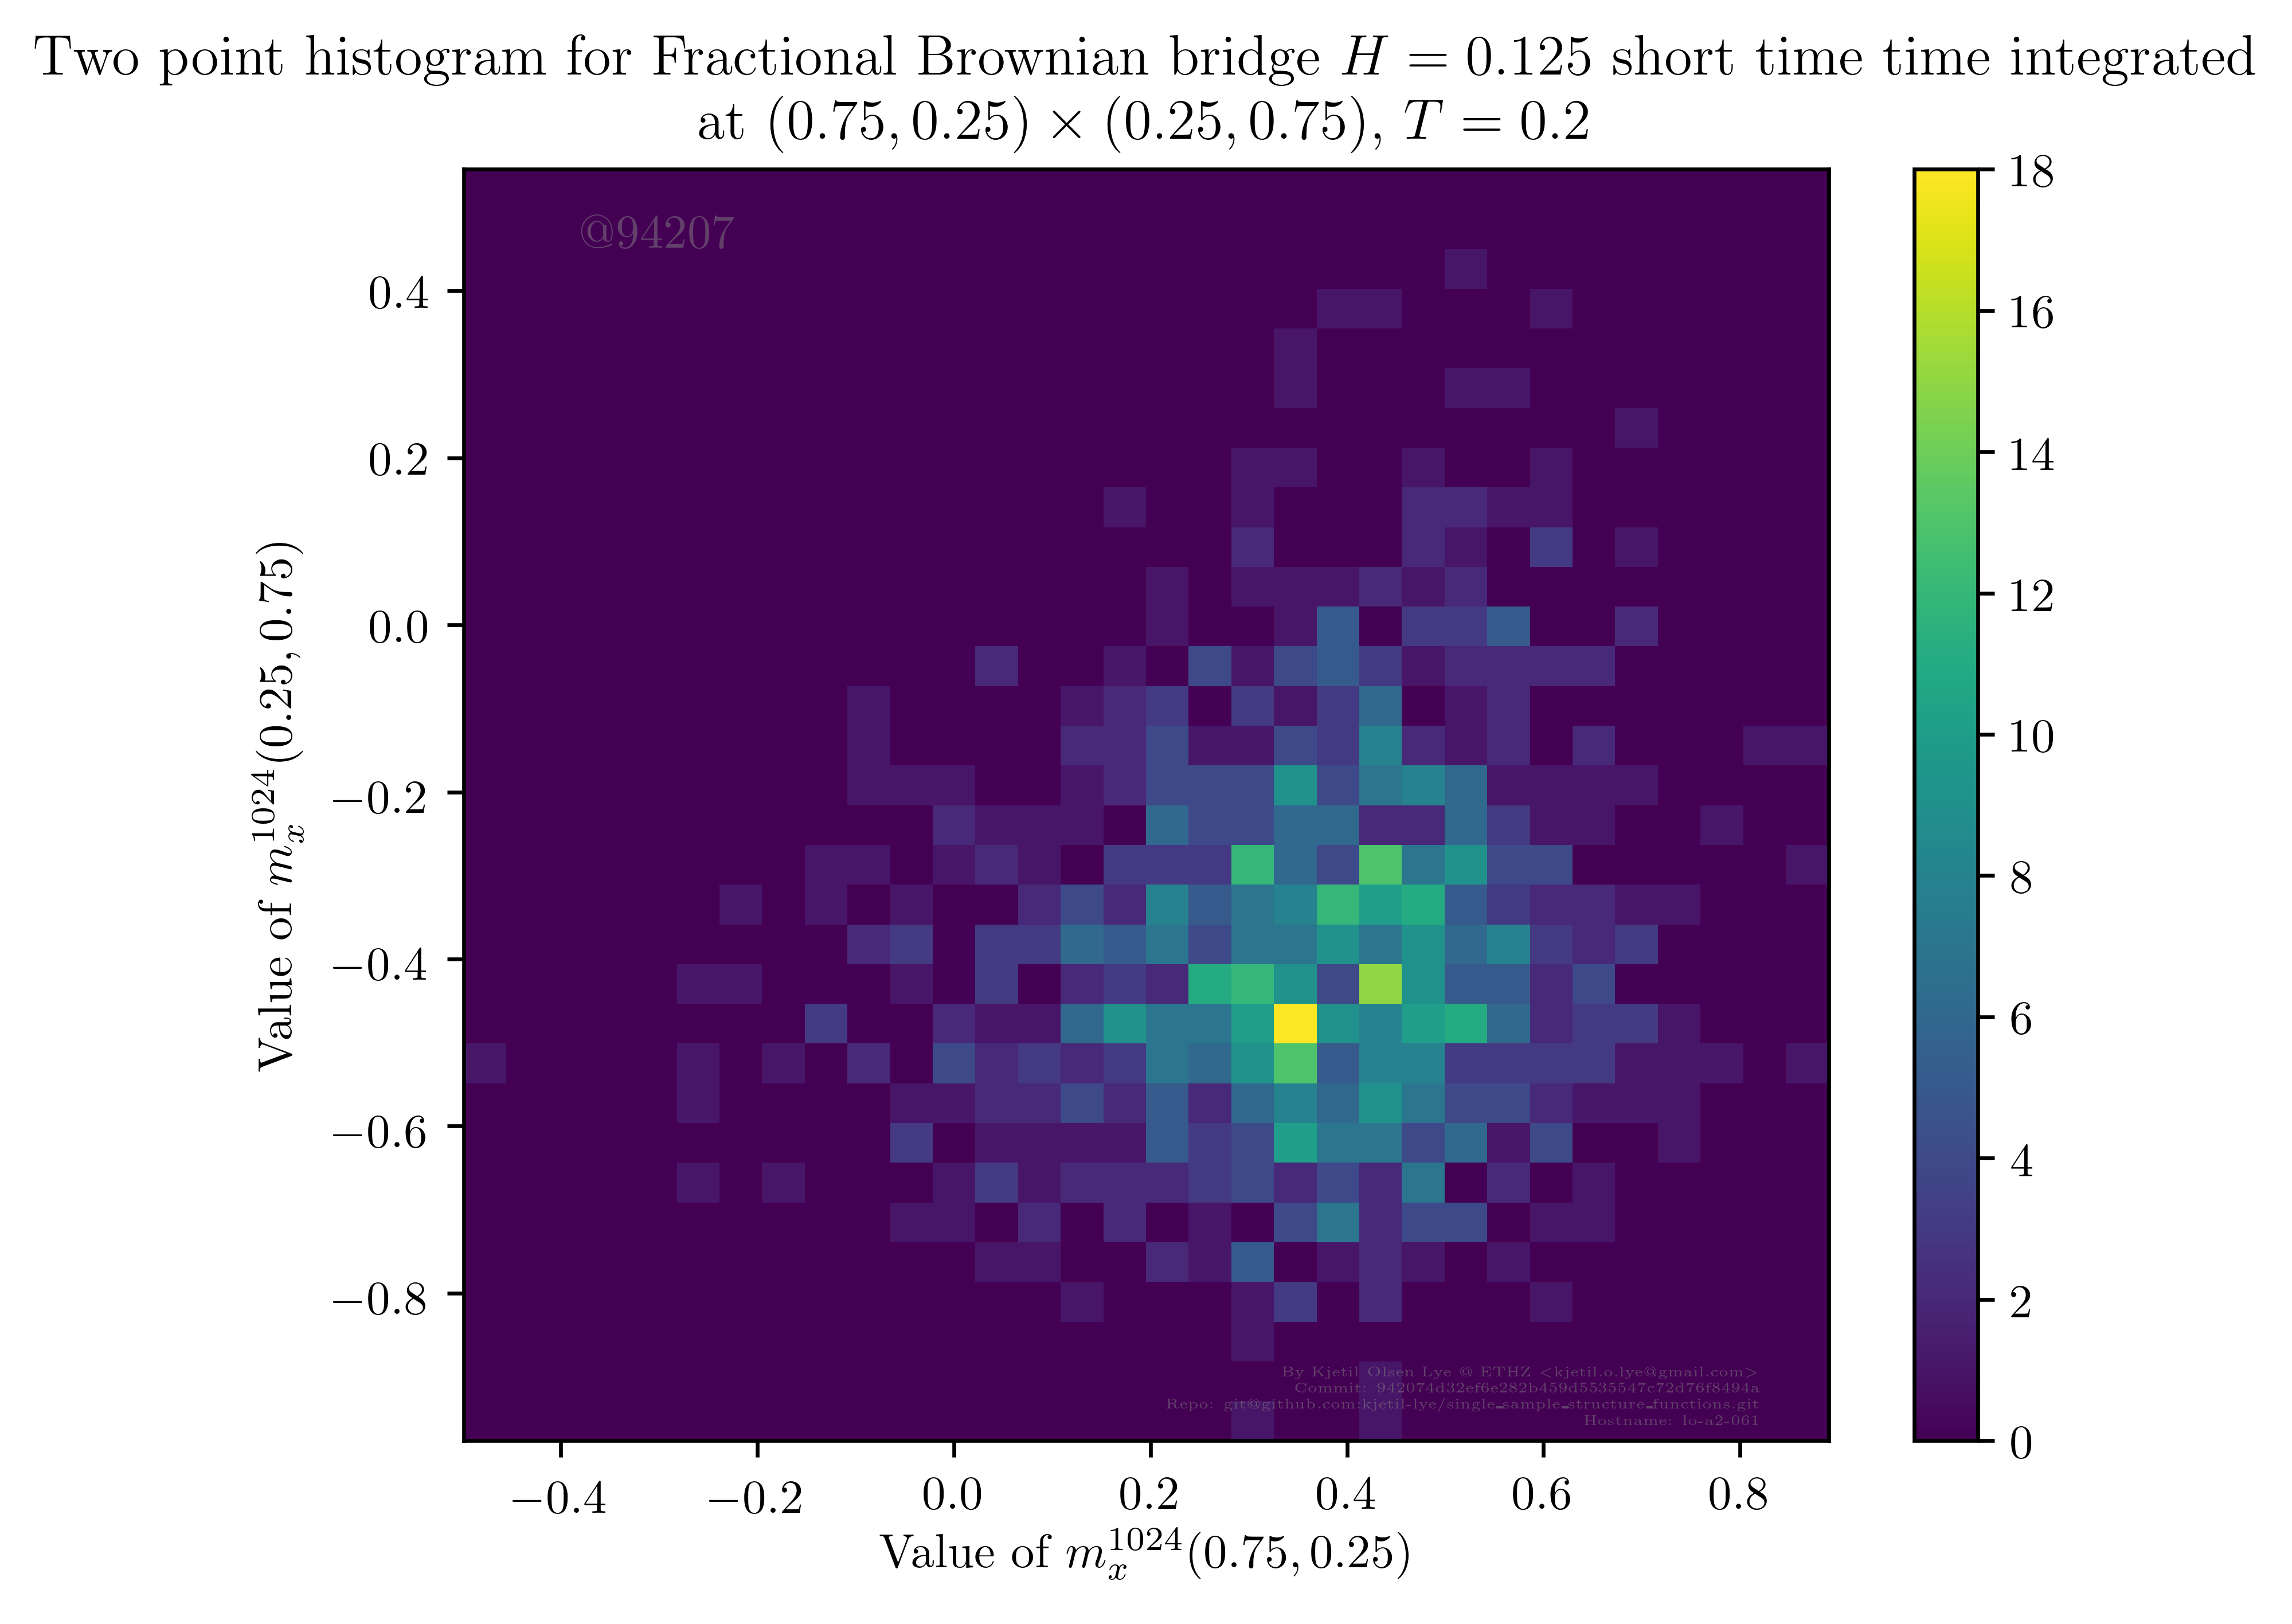 Two point histogram for Fractional Brownian bridge $H = 0.125$ short time time integrated
at $(0.75, 0.25) \times (0.25, 0.75)$, $T = 0.2$
@94207
18
16
14
12
10
8
6
4
2
0
0.4
0.2
0.0
−0.2
−0.4
−0.6
−0.8
Value of $m_x^{1024}(0.25, 0.75)$
By Kjetil Olsen Lye @ ETHZ <kjetil.o.lye@gmail.com>
Commit: 942074d32ef6e282b459d5535547c72d76f8494a
Repo: git@github.com:kjetil-lye/single_sample_structure_functions.git
Hostname: lo-a2-061
−0.4 −0.2 0.0 0.2 0.4 0.6 0.8
Value of $m_x^{1024}(0.75, 0.25)$